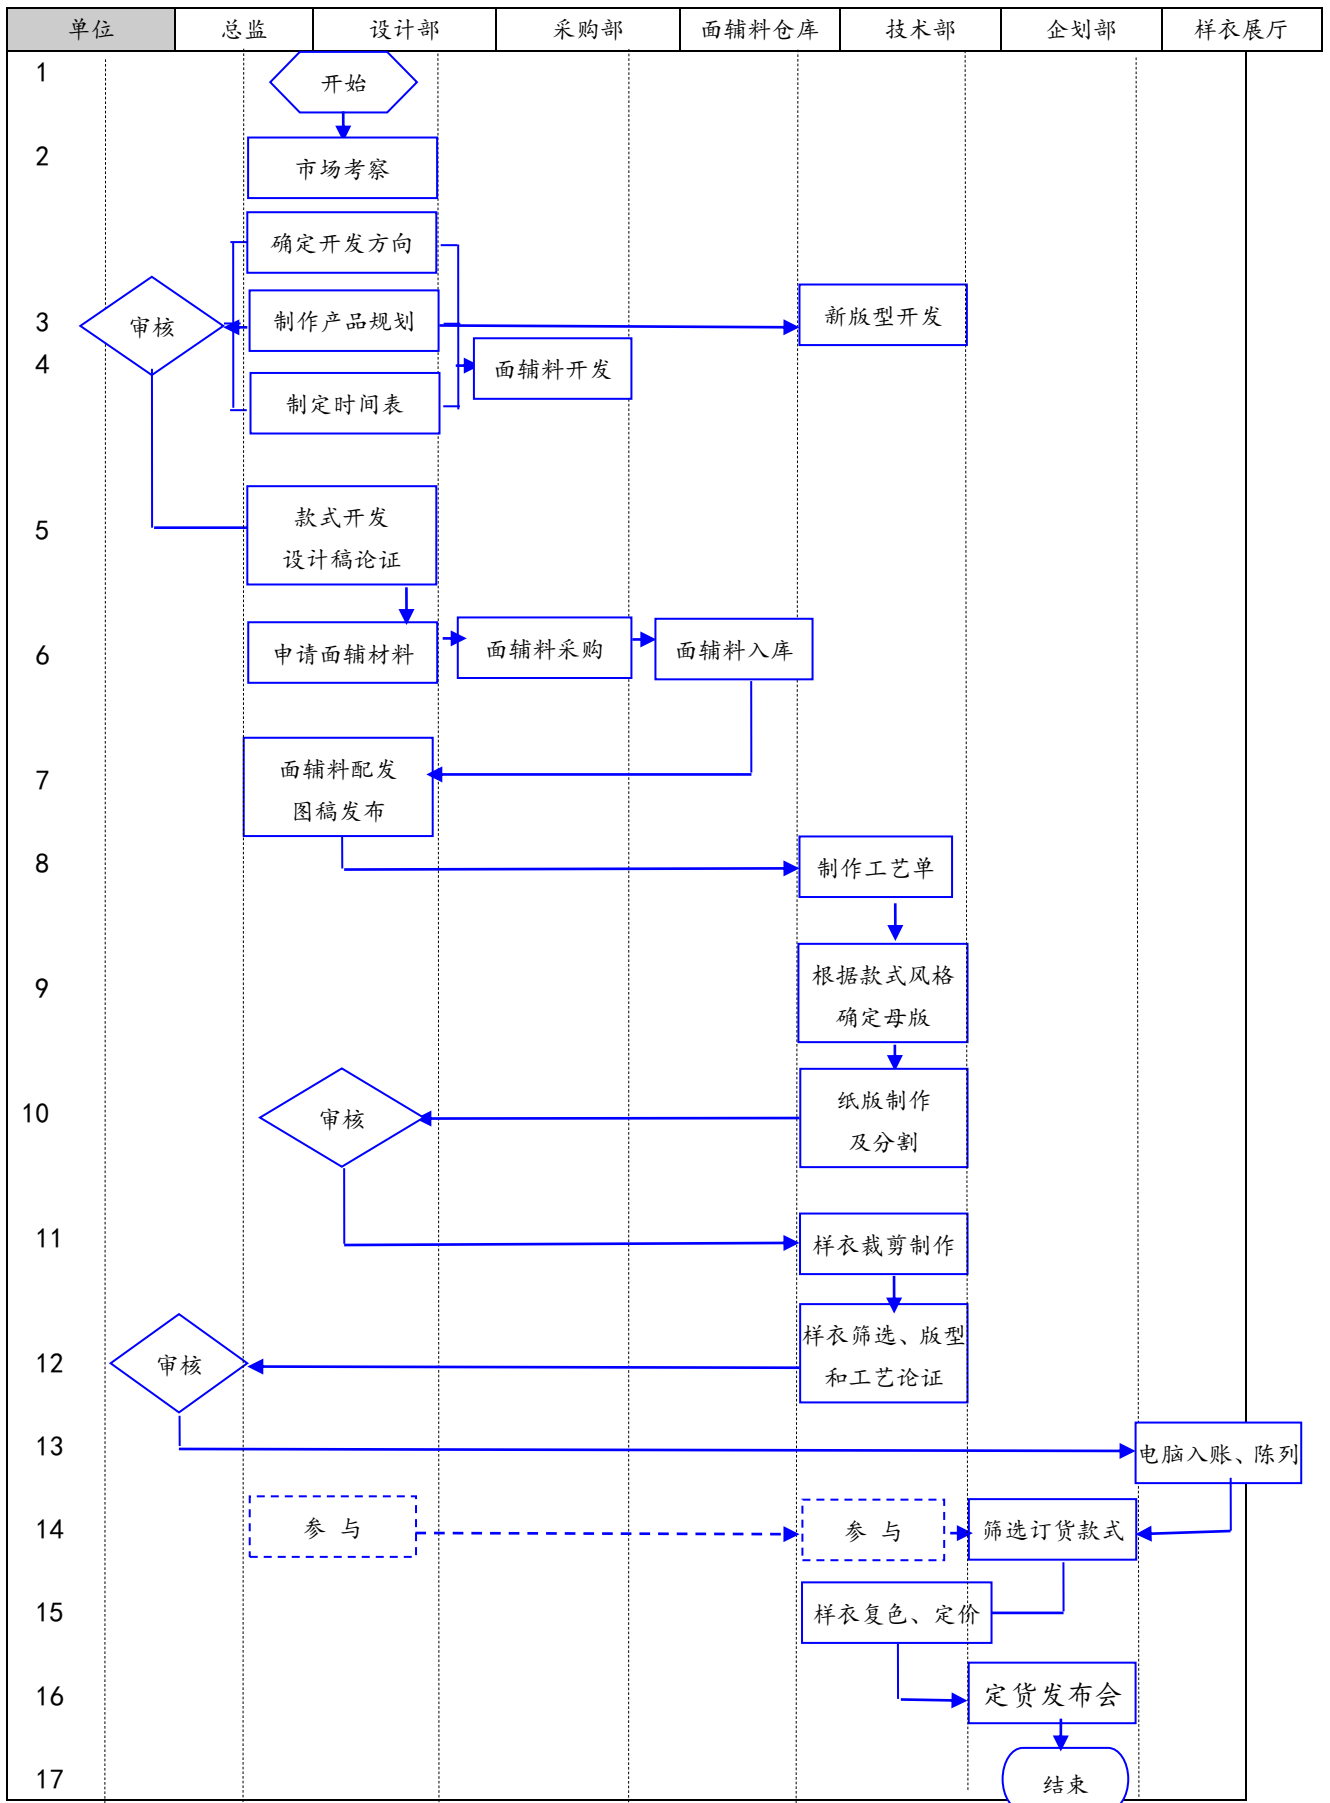 单位 总监 设计部 采购部 面辅料仓库 技术部 企划部 样衣展厅
1
开始
2
市场考察
确定开发方向
3
审核
制作产品规划
新版型开发
4
面辅料开发
制定时间表
5
款式开发
设计稿论证
6
申请面辅材料
面辅料采购
面辅料入库
7
面辅料配发
图稿发布
8
制作工艺单
9
根据款式风格
确定母版
10
审核
纸版制作
及分割
11
样衣裁剪制作
12
审核
样衣筛选、版型
和工艺论证
13
电脑入账、陈列
14
参 与
参 与
筛选订货款式
15
样衣复色、定价
16
定货发布会
17
结束